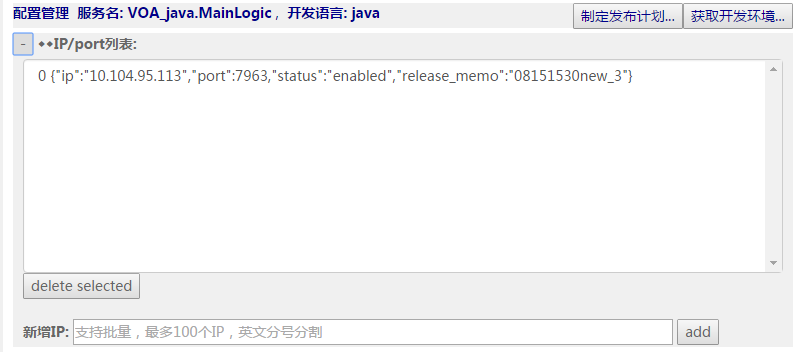 配置管理 服务名: VOA_java.MainLogic , 开发语言: java
制定发布计划... 获取开发环境...
- ◆◆IP/port列表:
0 {"ip":"10.104.95.113","port":7963,"status":"enabled","release_memo":"08151530new_3"}
delete selected
新增IP: 支持批量，最多100个IP，英文分号分割 add